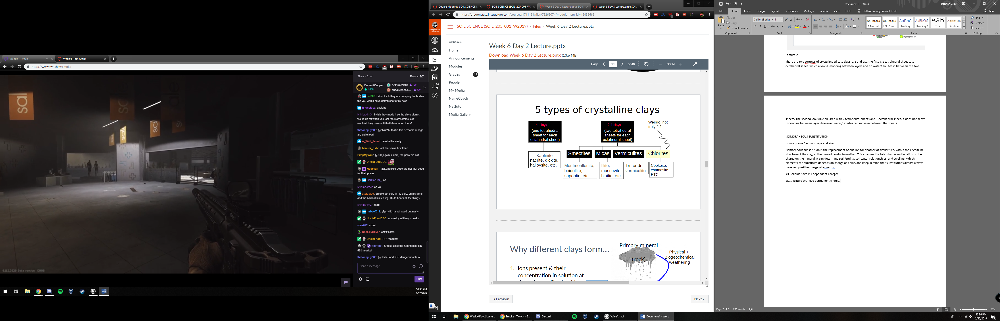 Smoke - Twitch
Week 6 Homework
https://www.twitch.tv/smoke
154
Stream Chat
Rooms
DammitCooper
1,000
Setsuna9787 700
sneakerhead... 500
cid380: I dont think they are camping the bodies
tbh you would have gotten shot at by now
tstoneface: upstairs
N1njag4m3r: i wish they made it so the store alarms
would go off when you loot the stores items. cuz
wouldn't they have anti-theft devices on them?
thatoneguy585: @dblue92 that is fair, screams of rage
are quite loud
A_Wild_Jamal: taco bell is nasty
benitez_dstv: loot the snake first lmao
PimpMyWiki: @N1njag4m3r uhm, the power is out
UncleFoodCBC:
Magellan_: @Kappakilo 2080 are not that good
for their prices
BarBarDar_: oh
N1njag4m3r: oh ya
atoldiago: Smoke got ears in his ears, on his arms,
and the back of his left leg. Dude hears all the things.
N1njag4m3r: derp
mrbeef612: @a_wild_jamal good but nasty
UncleFoodCBC: sssneaky sslithery sneeks
rone672: scoot
RedC0ldRiver: Azziz lights
UncleFoodCBC: !headset
Nightbot: Smoke uses the Sennheiser HD
598 headset
thatoneguy585: @UncleFoodCBC danger noodles?
Send a message
Chat
sal
sale
0.11.2.2628 Beta version | DH0B
10:36 PM
2/12/2019
Course Modules: SOIL SCIENCE (
SOIL SCIENCE (SOIL_205_001_W2
Week 6 Day 2 Lecture.pptx: SOIL
Week 6 Day 3 Lecture.pptx: SOIL
https://oregonstate.instructure.com/courses/1711151/files/73268074?module_item_id=18458665
Oregon State
University
SOIL SCIENCE (SOIL_205_001_W2019) > Files > Week 6 Day 2 Lecture.pptx
Winter 2019
Home
Announcements
Modules
Grades 11
People
My Media
NameCoach
NetTutor
Media Gallery
96
Week 6 Day 2 Lecture.pptx
Download Week 6 Day 2 Lecture.pptx (13.6 MB)
Page 21 of 46
ZOOM
5 types of crystalline clays
1:1 clays
(one tetrahedral
sheet for each
octahedral sheet)
2:1 clays
(two tetrahedral
sheets for each
octahedral sheet)
Weirdo, not
truly 2:1
Kaolinite
nacrite, dickite,
halloysite, etc.
Smectites
Micas
Vermiculites
Chlorites
Montmorillonite,
beidellite,
saponite, etc.
Illite,
muscovite,
biotite, etc.
Tri- or di-
vermiculite
Cookeite,
chamosite
ETC
Why different clays form...
Primary mineral
(rock)
Physical +
Biogeochemical
weathering
1. Ions present & their
concentration in solution at
Previous
Next
Week 6 Day 2 Lectu...
Smoke - Twitch - G...
Discord
VoiceAttack
Document1 - Word
10:36 PM
2/12/2019
Document1 - Word
Brennan Giles
File Home Insert Design Layout References Mailings Review View Help Tell me what you want to do
Share
Cut
Copy
Format Painter
Paste
Clipboard
Calibri (Body) 11
Font
Paragraph
AaBbCcDc AaBbCcDc AaBbC( AaBbCcE AaB AaBbCcD
Normal
No Spac...
Heading 1
Heading 2
Title
Subtitle
Styles
Find
Replace
Select
Editing
Hydrogen, 1+
Lecture 2
There are two sortings of crystalline silicate clays, 1:1 and 2:1. the first is 1 tetrahedral sheet to 1
octahedral sheet, which allows H-bonding between layers and no water/ solutes in between the two
sheets. The second looks like an Oreo with 2 tetrahedral sheets and 1 octahedral sheet. It does not allow
H-bonding between layers however water/ solutes can move in between the sheets.
ISOMORPHEOUS SUBSTITUTION
Isomorphous ~ equal shape and size
Isomorphous substitution is the replacement of one ion for another of similar size, within the crystalline
structure of the clay, at the time of crystal formation. This changes the total charge and location of the
charge on the mineral. It can determine soil fertility, soil water relationships, and swelling. Which
elements can substitute depends on charge and size, and keep in mind that substitutions almost always
have less positive charge afterwards.
All Colloids have PH-dependent charge!
2:1 silicate clays have permanent charge.
Page 2 of 2 296 words
100%